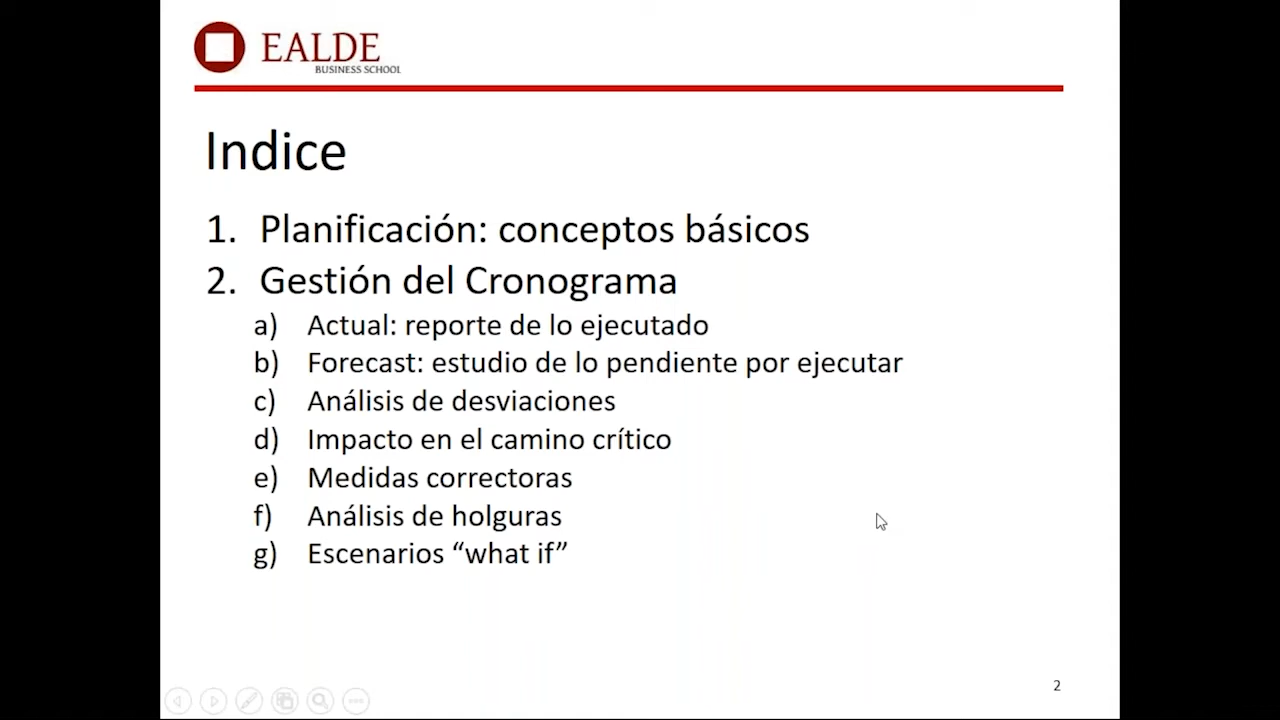 EALDE
BUSINESS SCHOOL
Indice
1. Planificación: conceptos básicos
2. Gestión del Cronograma
a) Actual: reporte de lo ejecutado
b) Forecast: estudio de lo pendiente por ejecutar
c) Análisis de desviaciones
d) Impacto en el camino crítico
e) Medidas correctoras
f) Análisis de holguras
g) Escenarios “what if”
2